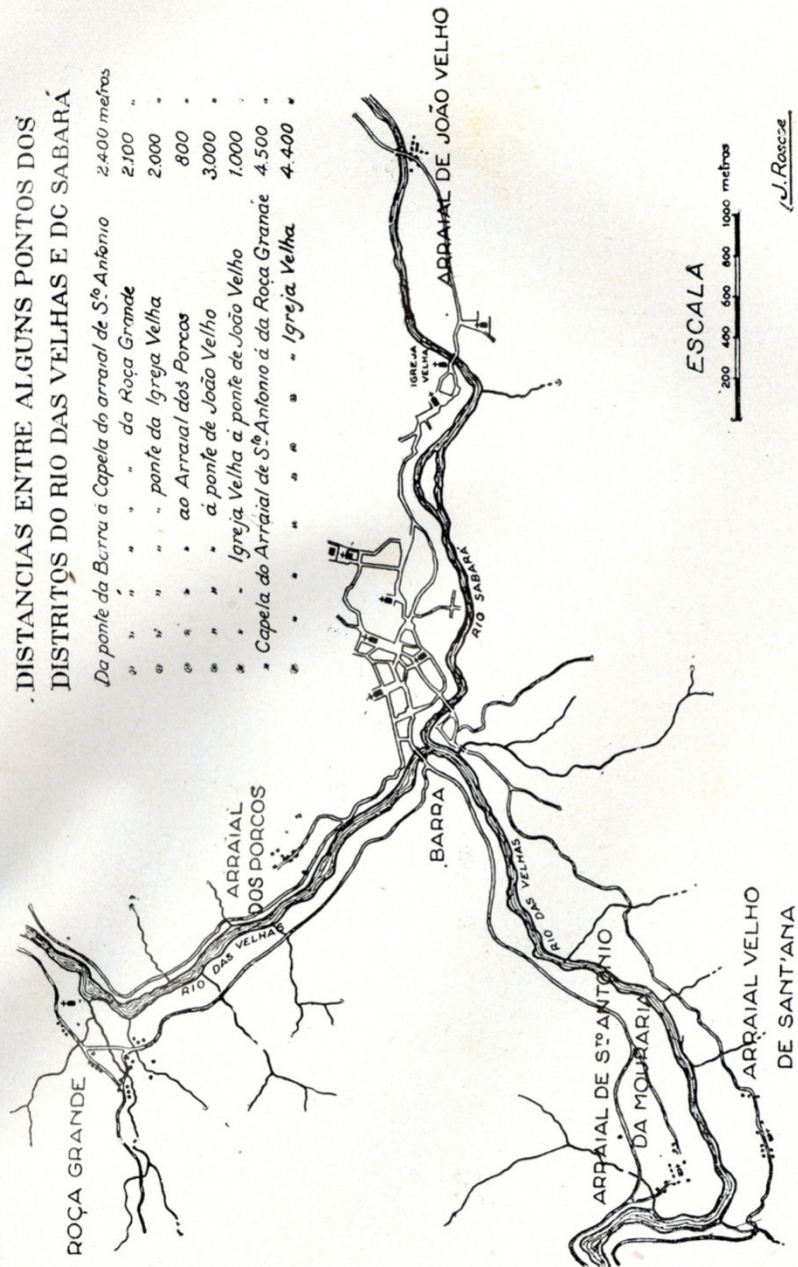 DISTANCIAS ENTRE ALGUNS PONTOS DOS
DISTRITOS DO RIO DAS VELHAS E DC SABARÁ
Da ponte da Barra á Capela do arraial de Sto Antonio 2.400 metros
" " " " " da Roça Grande 2.100 "
" " " " ponte da Igreja Velha 2.000 "
" " " " ao Arraial dos Porcos 800 "
" " " " á ponte de João Velho 3.000 "
" " " Igreja Velha á ponte de João Velho 1.000 "
" Capela do Arraial de Sto Antonio á da Roça Grande 4.500 "
" " " " " " " Igreja Velha 4.400 "
ROÇA GRANDE
RIO DAS VELHAS
ARRAIAL
DOS PORCOS
BARRA
RIO SABARÁ
IGREJA
VELHA
ARRAIAL DE JOÃO VELHO
RIO DAS VELHAS
ARRAIAL DE STO ANTONIO
DA MOURARIA
ARRAIAL VELHO
DE SANT'ANA
ESCALA
200 400 600 800 1000 metros
J. Roscoe